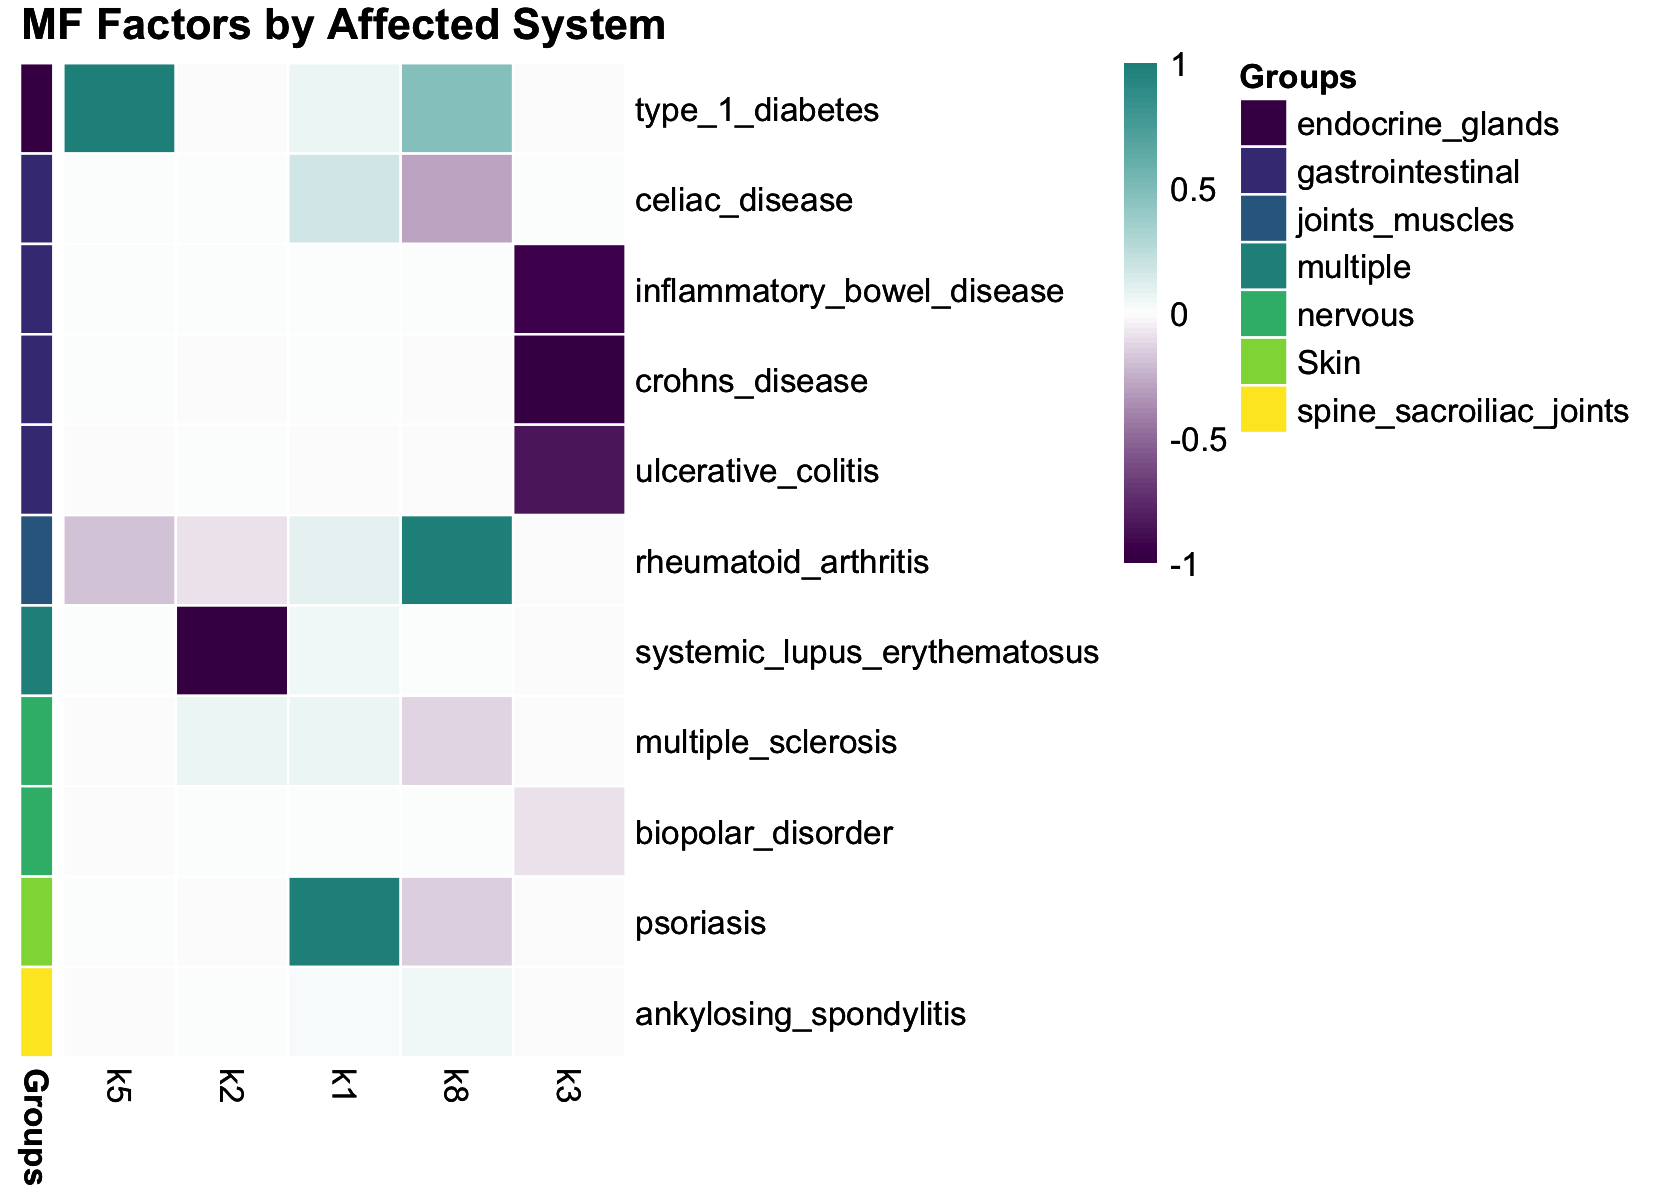 MF Factors by Affected System
type_1_diabetes
celiac_disease
inflammatory_bowel_disease
crohns_disease
ulcerative_colitis
rheumatoid_arthritis
systemic_lupus_erythematosus
multiple_sclerosis
biopolar_disorder
psoriasis
ankylosing_spondylitis
Groups
k5
k2
k1
k8
k3
1
0.5
0
-0.5
-1
Groups
endocrine_glands
gastrointestinal
joints_muscles
multiple
nervous
Skin
spine_sacroiliac_joints